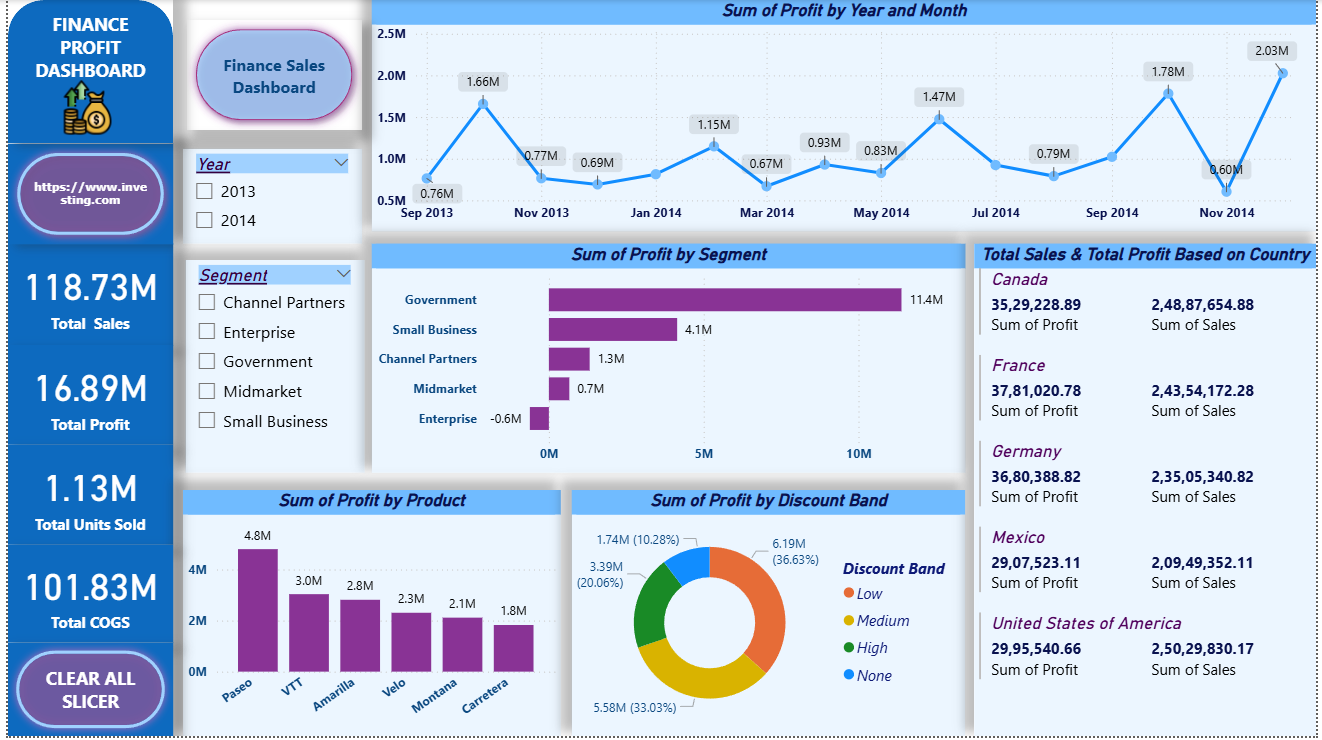 FINANCE
PROFIT
DASHBOARD
https://www.inve
sting.com
118.73M
Total Sales
16.89M
Total Profit
1.13M
Total Units Sold
101.83M
Total COGS
CLEAR ALL
SLICER
Finance Sales
Dashboard
Year
2013
2014
Segment
Channel Partners
Enterprise
Government
Midmarket
Small Business
Sum of Profit by Year and Month
2.5M
2.0M
1.5M
1.0M
0.5M
0.76M
1.66M
0.77M
0.69M
1.15M
0.67M
0.93M
0.83M
1.47M
0.79M
1.78M
0.60M
2.03M
Sep 2013
Nov 2013
Jan 2014
Mar 2014
May 2014
Jul 2014
Sep 2014
Nov 2014
Sum of Profit by Segment
Government 11.4M
Small Business 4.1M
Channel Partners 1.3M
Midmarket 0.7M
Enterprise -0.6M
0M 5M 10M
Total Sales & Total Profit Based on Country
Canada
35,29,228.89 2,48,87,654.88
Sum of Profit Sum of Sales
France
37,81,020.78 2,43,54,172.28
Sum of Profit Sum of Sales
Germany
36,80,388.82 2,35,05,340.82
Sum of Profit Sum of Sales
Mexico
29,07,523.11 2,09,49,352.11
Sum of Profit Sum of Sales
United States of America
29,95,540.66 2,50,29,830.17
Sum of Profit Sum of Sales
Sum of Profit by Product
4M
2M
0M
4.8M
3.0M
2.8M
2.3M
2.1M
1.8M
Paseo
VTT
Amarilla
Velo
Montana
Carretera
Sum of Profit by Discount Band
1.74M (10.28%)
6.19M
(36.63%)
3.39M
(20.06%)
5.58M (33.03%)
Discount Band
Low
Medium
High
None